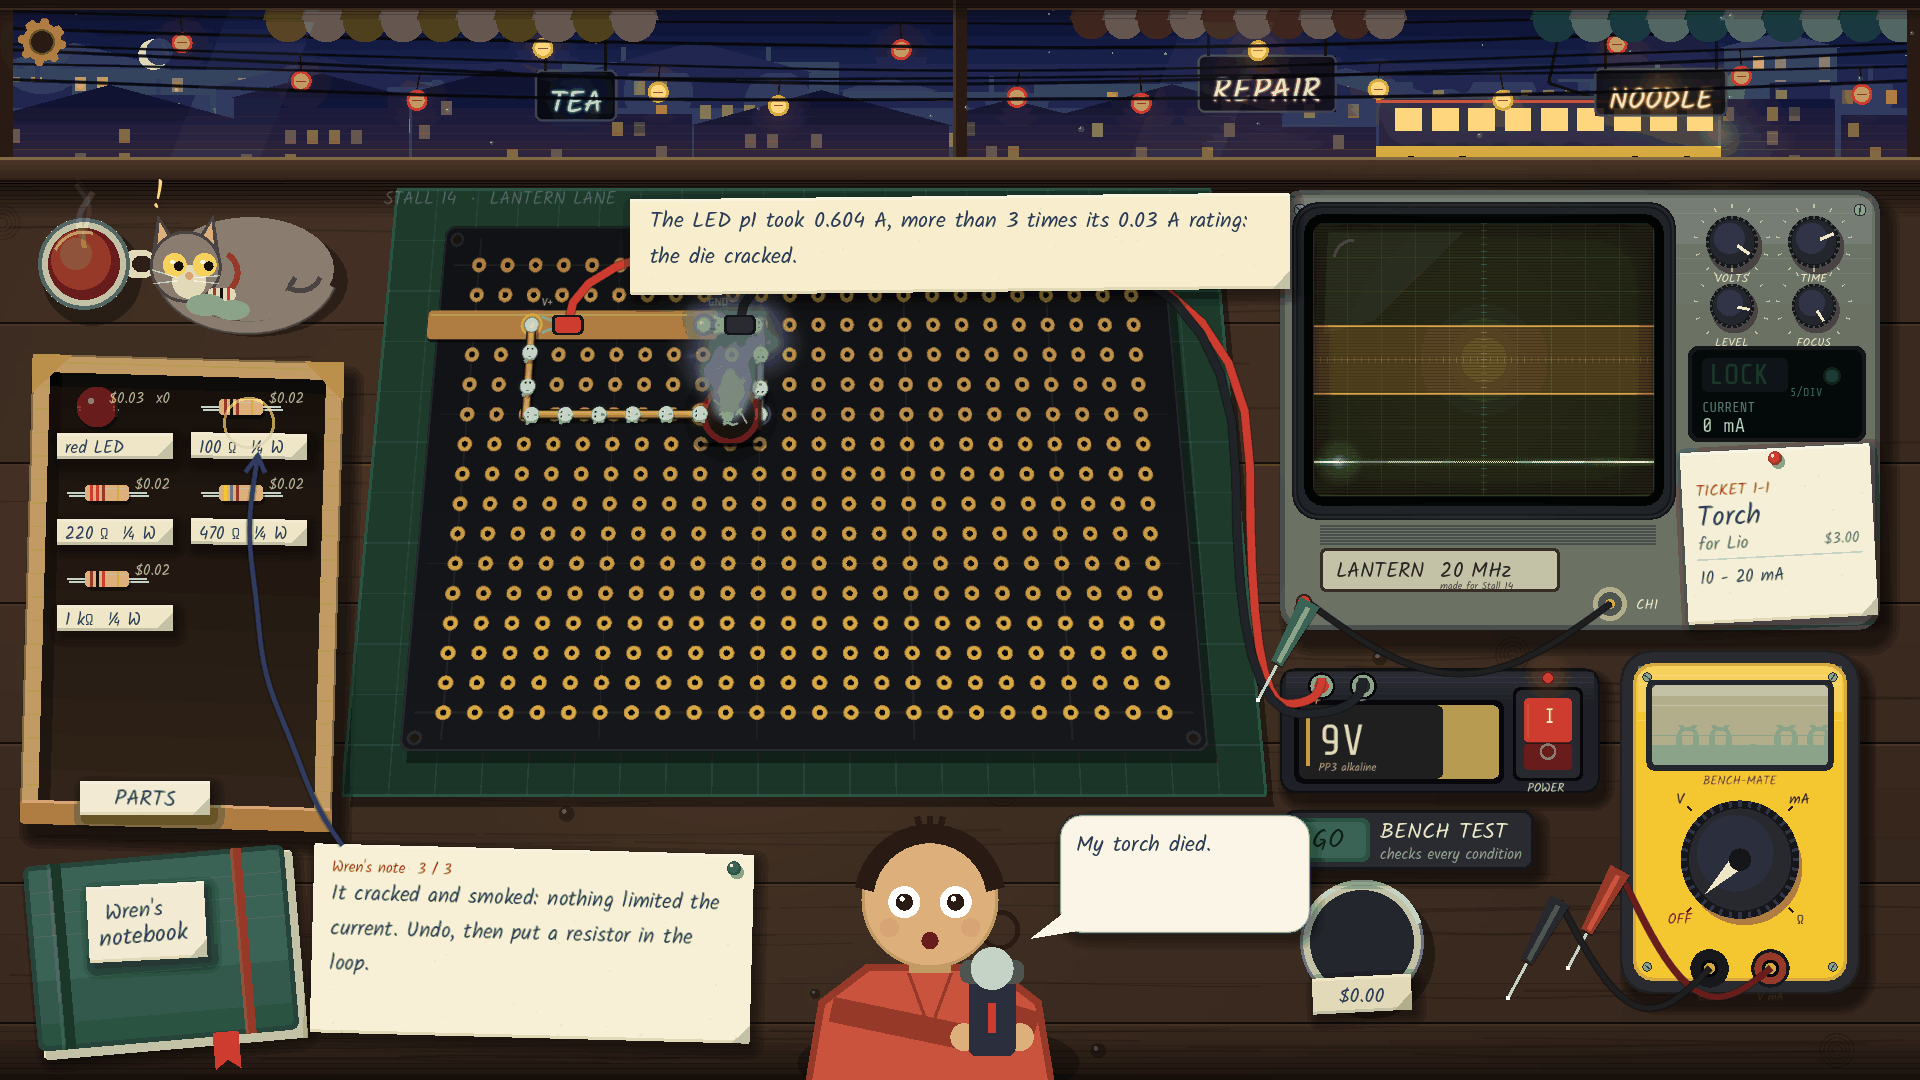 TEA
REPAIR
NOODLE
STALL 14 · LANTERN LANE
The LED p1 took 0.604 A, more than 3 times its 0.03 A rating:
the die cracked.
V+
GND
$0.03 x0
$0.02
red LED
100 Ω ¼ W
$0.02
$0.02
220 Ω ¼ W
470 Ω ¼ W
$0.02
1 kΩ ¼ W
PARTS
VOLTS
TIME
LEVEL
FOCUS
LOCK
S/DIV
CURRENT
0 mA
TICKET 1-1
Torch
for Lio
$3.00
10 - 20 mA
LANTERN 20 MHz
made for Stall 14
CH1
9V
PP3 alkaline
I
POWER
GO
BENCH TEST
checks every condition
BENCH-MATE
V
mA
OFF
Ω
V mA
$0.00
My torch died.
Wren's
notebook
Wren's note 3 / 3
It cracked and smoked: nothing limited the
current. Undo, then put a resistor in the
loop.